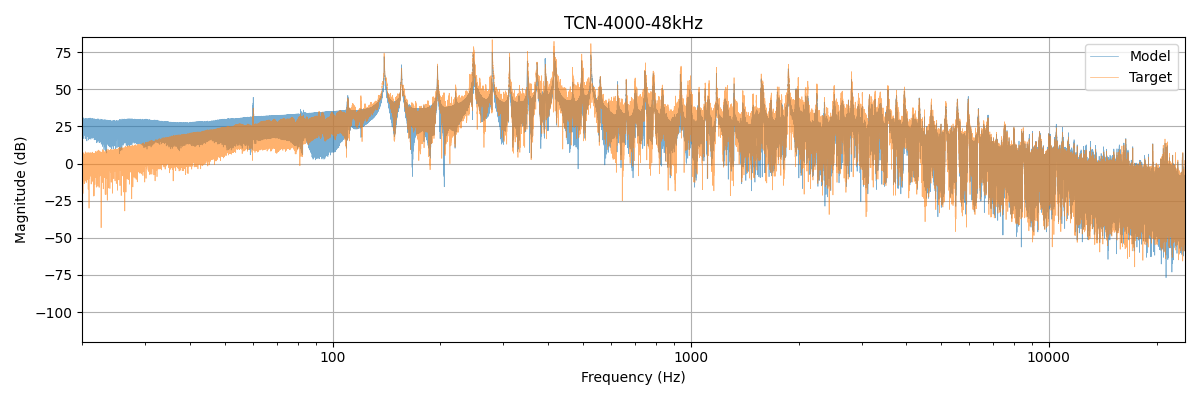 TCN-4000-48kHz
Magnitude (dB)
75
50
25
0
−25
−50
−75
−100
Model
Target
100
1000
10000
Frequency (Hz)